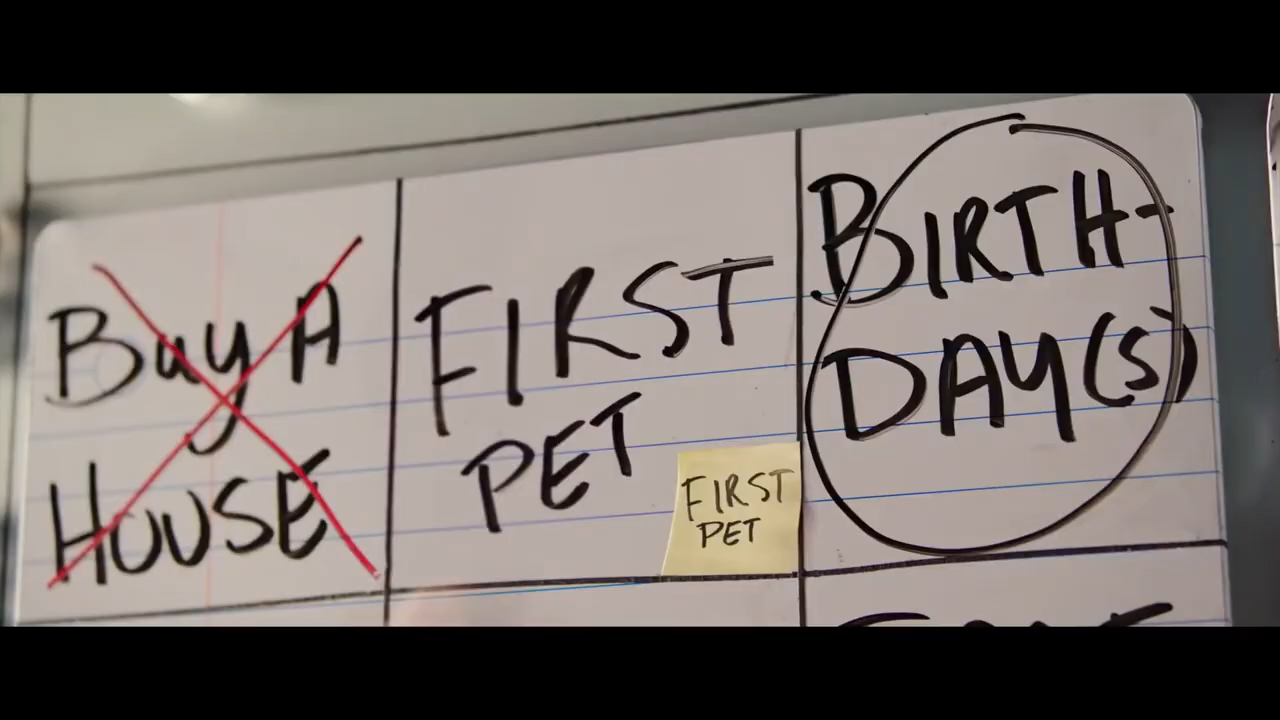 BUY A
HOUSE
FIRST
PET
FIRST
PET
BIRTH-
DAY(S)